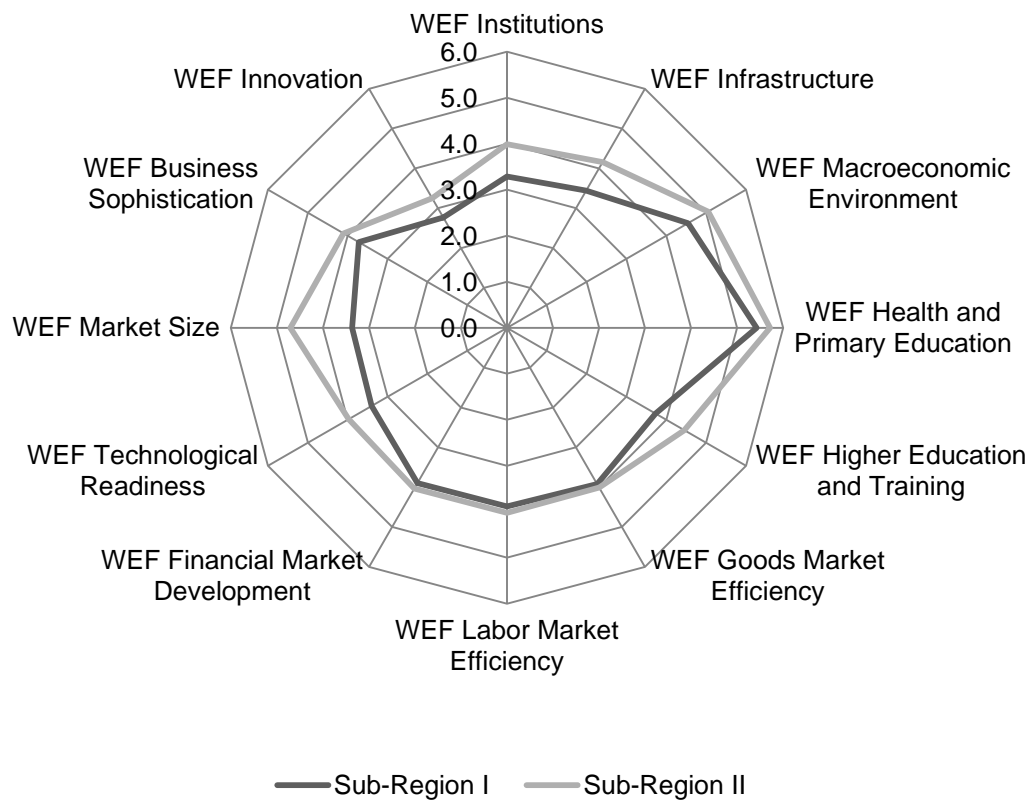 WEF Institutions
6.0
5.0
4.0
3.0
2.0
1.0
0.0
WEF Infrastructure
WEF Macroeconomic
Environment
WEF Health and
Primary Education
WEF Higher Education
and Training
WEF Goods Market
Efficiency
WEF Labor Market
Efficiency
WEF Financial Market
Development
WEF Technological
Readiness
WEF Market Size
WEF Business
Sophistication
WEF Innovation
Sub-Region I
Sub-Region II